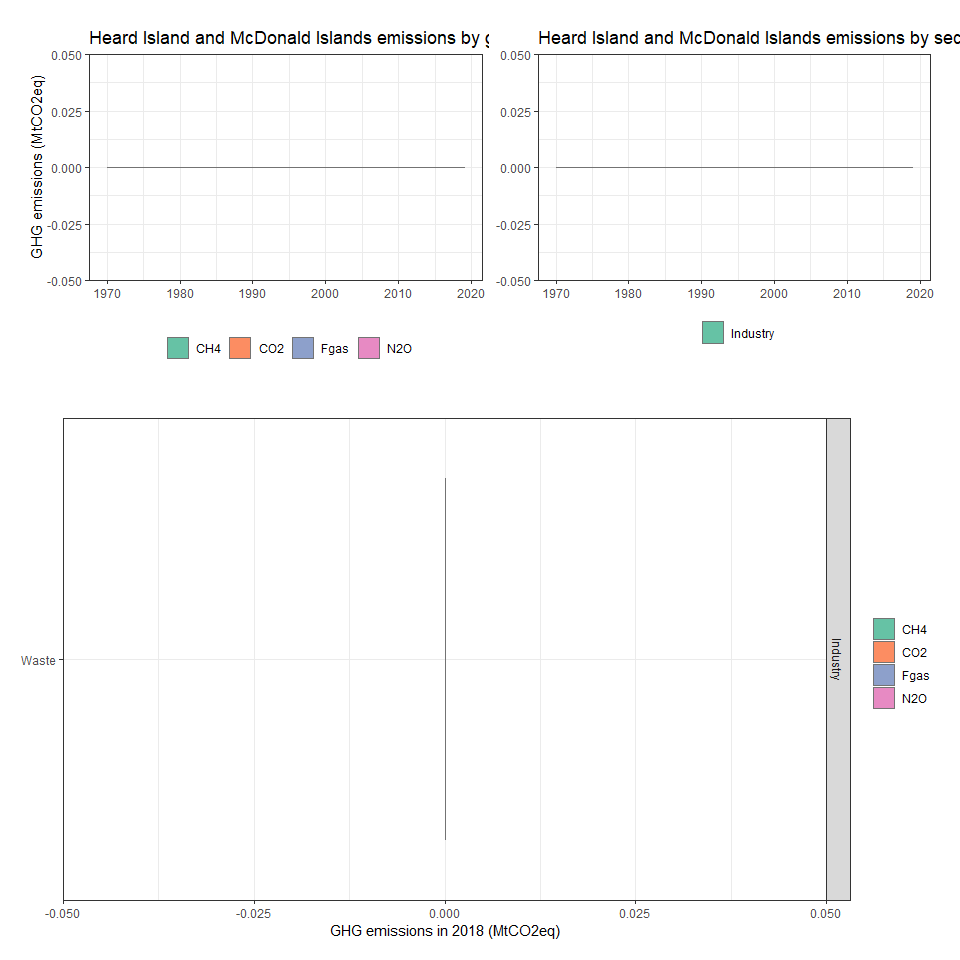 Heard Island and McDonald Islands emissions by g
GHG emissions (MtCO2eq)
0.050
0.025
0.000
-0.025
-0.050
1970 1980 1990 2000 2010 2020
CH4 CO2 Fgas N2O
Heard Island and McDonald Islands emissions by sec
0.050
0.025
0.000
-0.025
-0.050
1970 1980 1990 2000 2010 2020
Industry
Waste
Industry
-0.050 -0.025 0.000 0.025 0.050
GHG emissions in 2018 (MtCO2eq)
CH4
CO2
Fgas
N2O